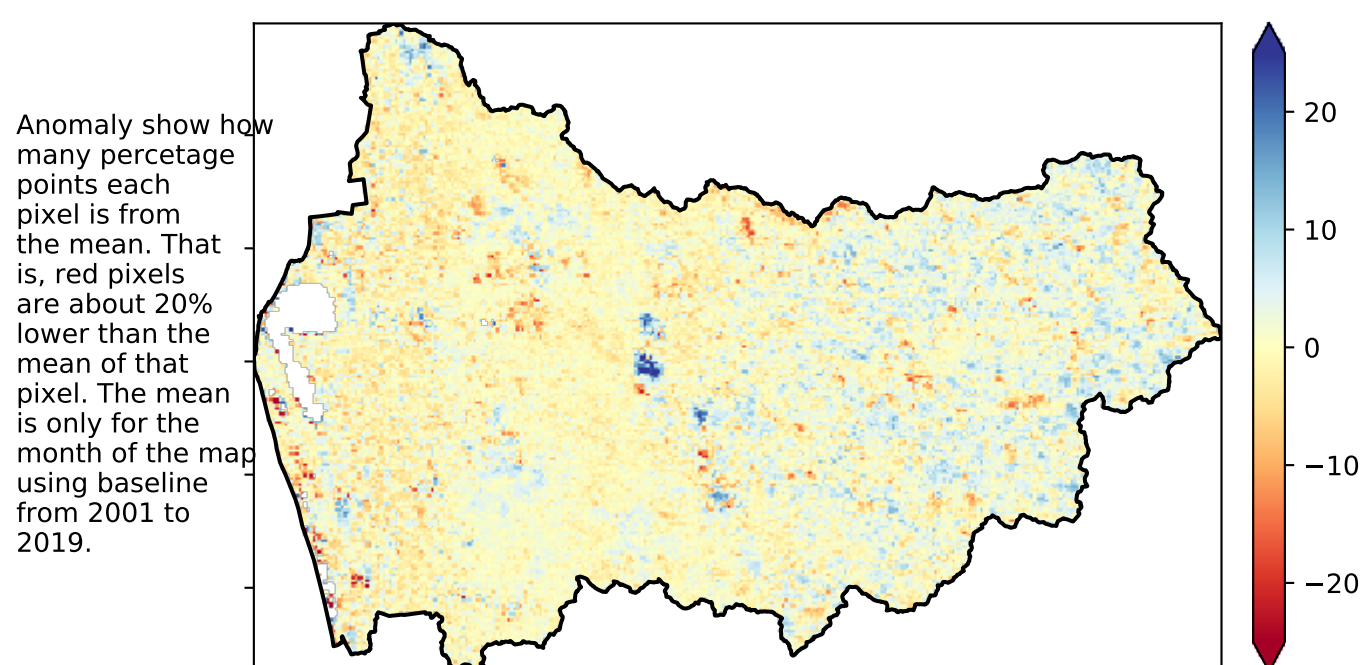 Anomaly show how
many percetage
points each
pixel is from
the mean. That
is, red pixels
are about 20%
lower than the
mean of that
pixel. The mean
is only for the
month of the map
using baseline
from 2001 to
2019.
20
10
0
−10
−20